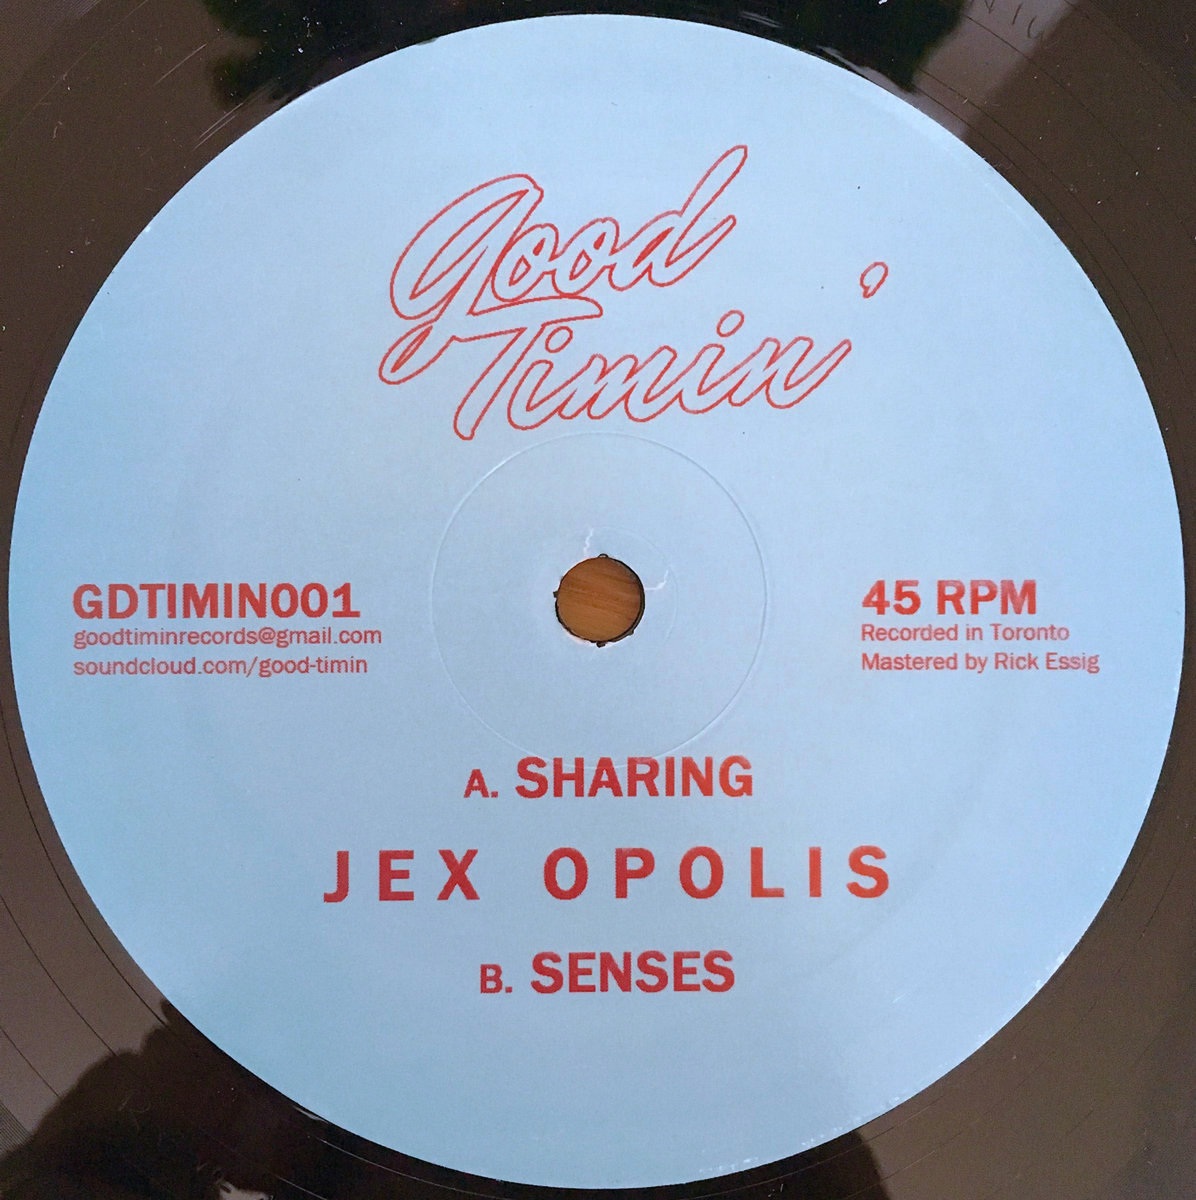 good
Timin'
GDTIMIN001
goodtiminrecords@gmail.com
soundcloud.com/good-timin
45 RPM
Recorded in Toronto
Mastered by Rick Essig
A. SHARING
JEX OPOLIS
B. SENSES